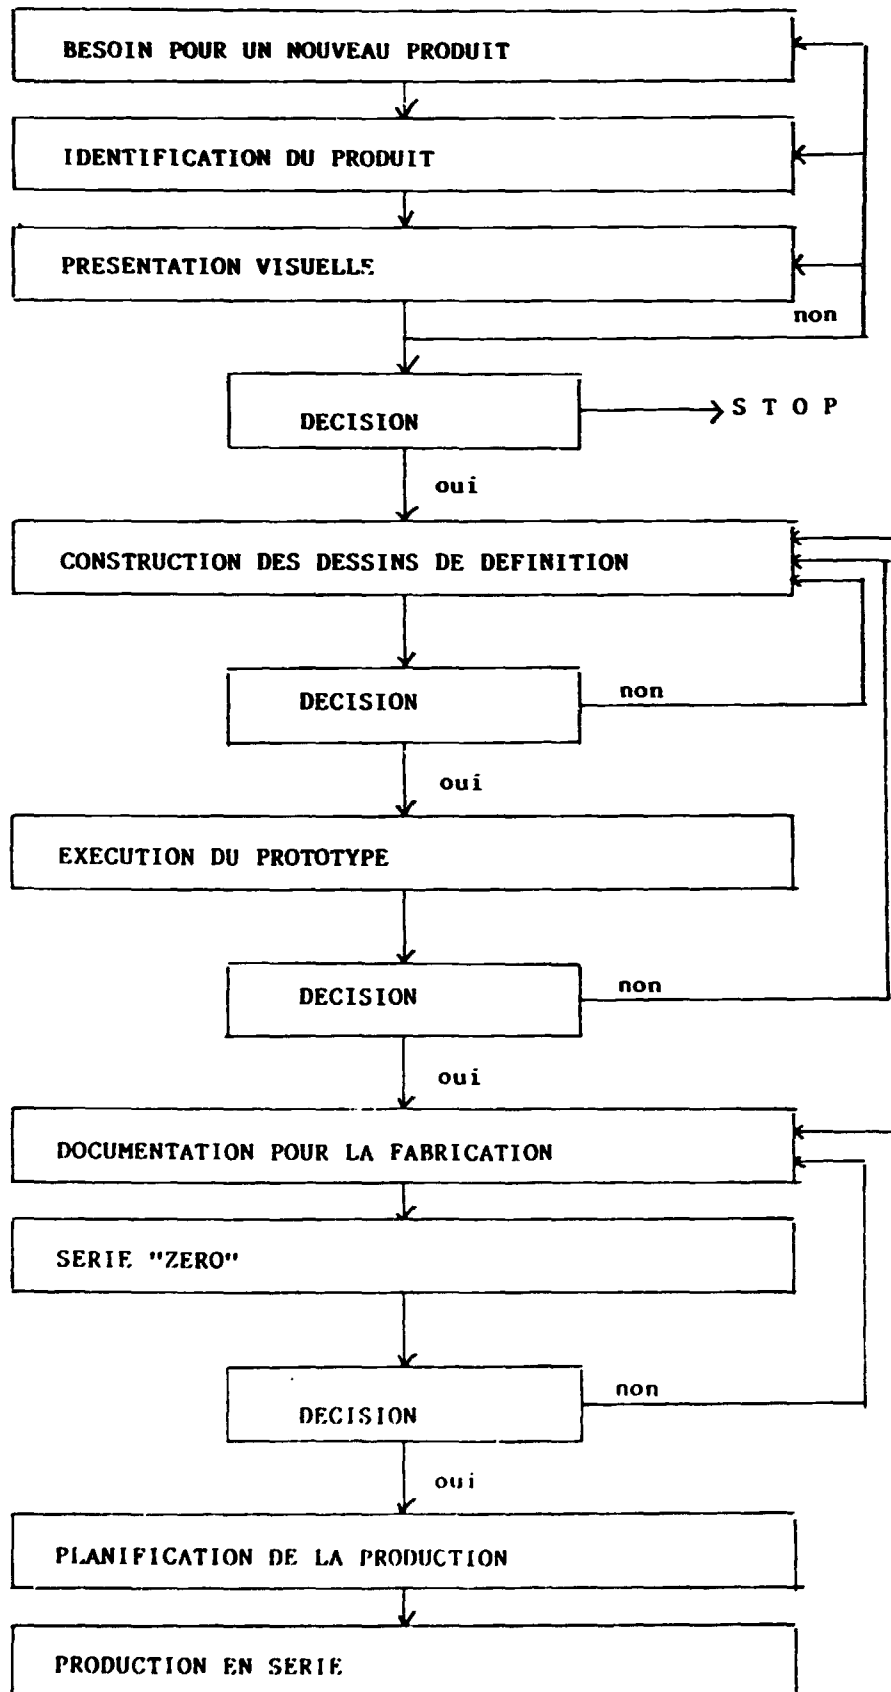 BESOIN POUR UN NOUVEAU PRODUIT
IDENTIFICATION DU PRODUIT
PRESENTATION VISUELLE
non
DECISION
S T O P
oui
CONSTRUCTION DES DESSINS DE DEFINITION
DECISION
non
oui
EXECUTION DU PROTOTYPE
DECISION
non
oui
DOCUMENTATION POUR LA FABRICATION
SERIE "ZERO"
DECISION
non
oui
PLANIFICATION DE LA PRODUCTION
PRODUCTION EN SERIE